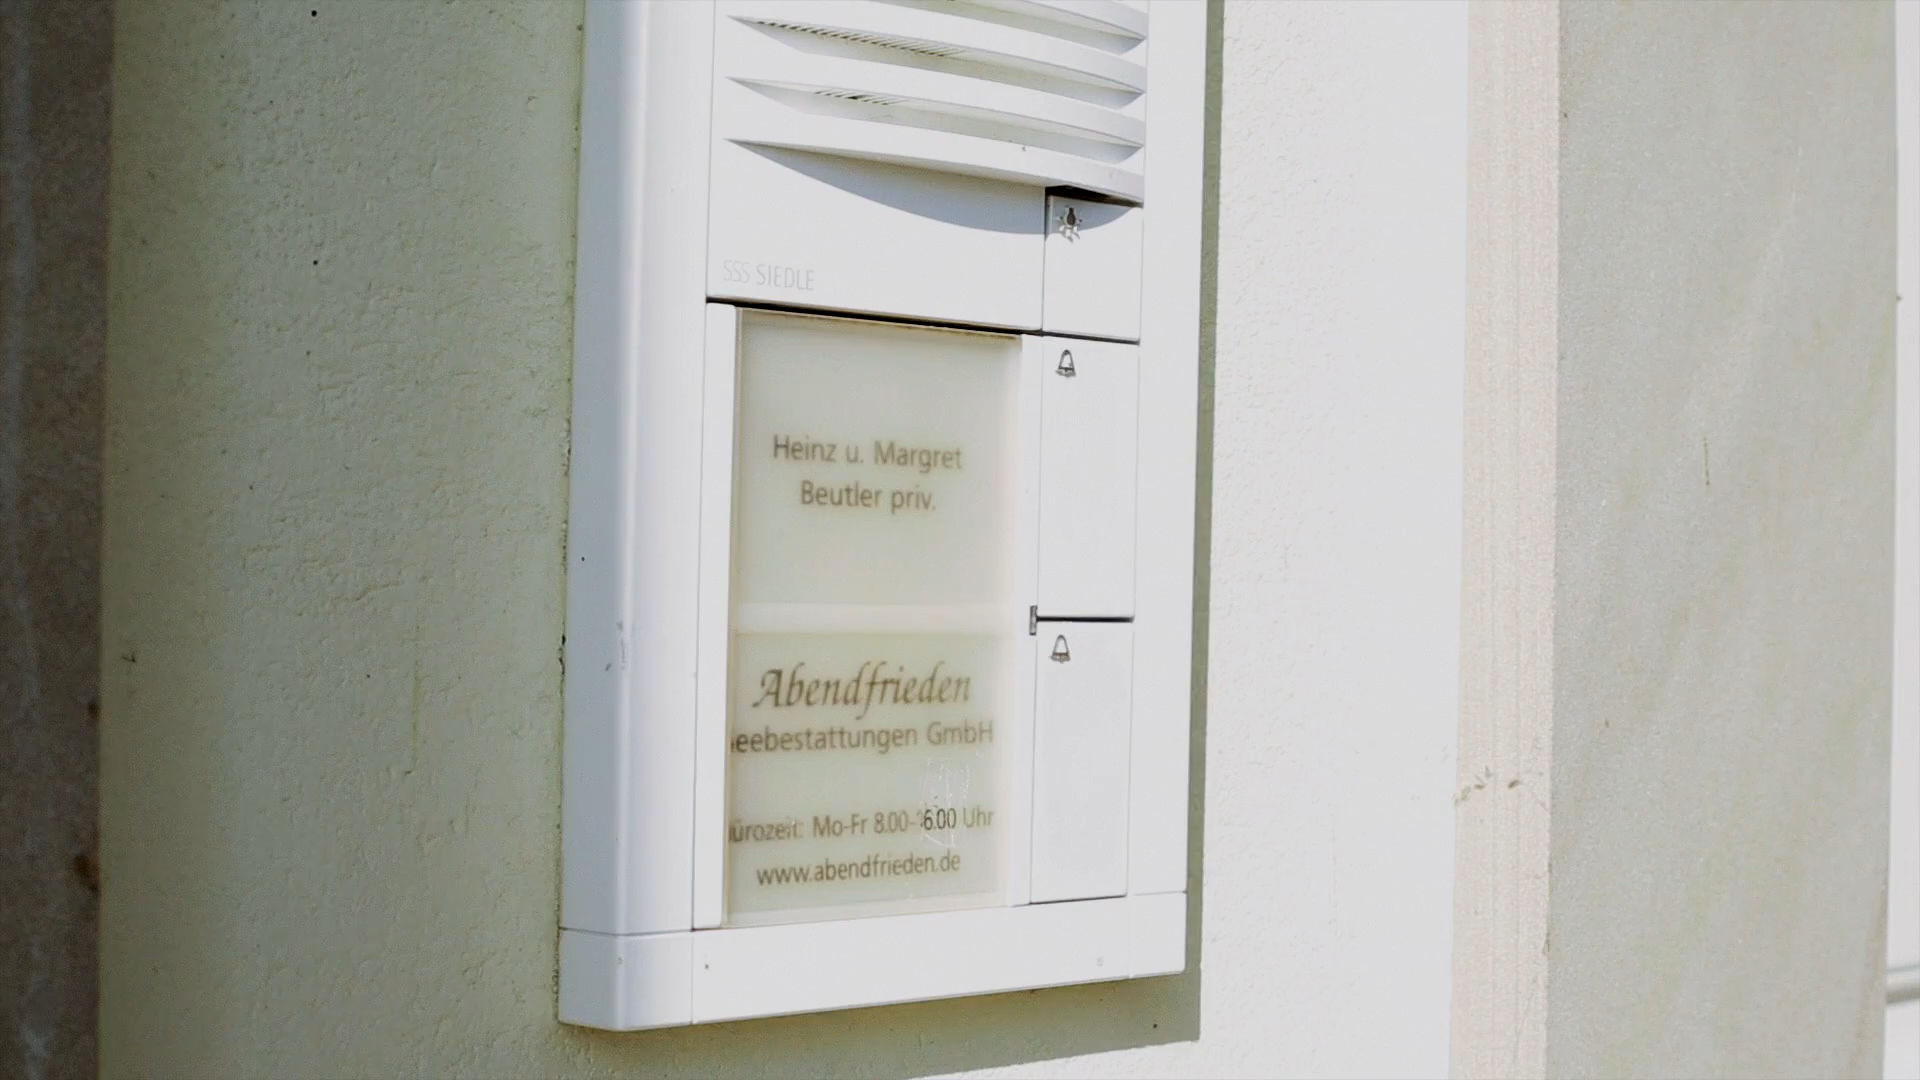 SSS SIEDLE
Heinz u. Margret
Beutler priv.
Abendfrieden
eebestattungen GmbH
ürozeit: Mo-Fr 8.00-16.00 Uhr
www.abendfrieden.de